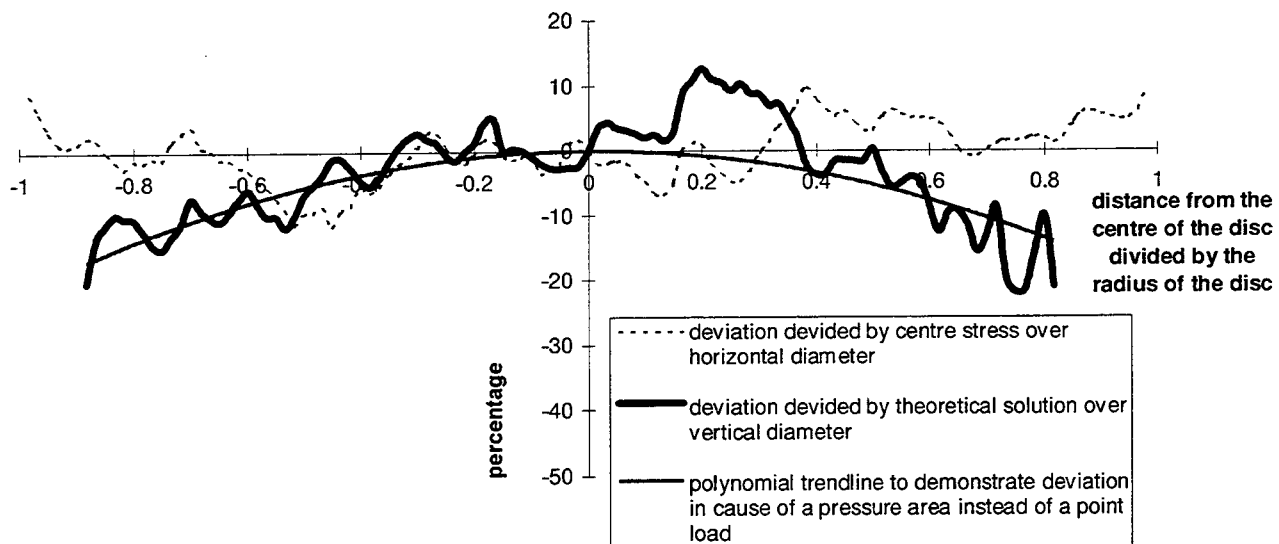 20
10
0
-1
-0.8
-0.6
-0.4
-0.2
0
0.2
0.4
0.6
0.8
1
-10
-20
-30
-40
-50
percentage
distance from the
centre of the disc
divided by the
radius of the disc
deviation devided by centre stress over
horizontal diameter
deviation devided by theoretical solution over
vertical diameter
polynomial trendline to demonstrate deviation
in cause of a pressure area instead of a point
load